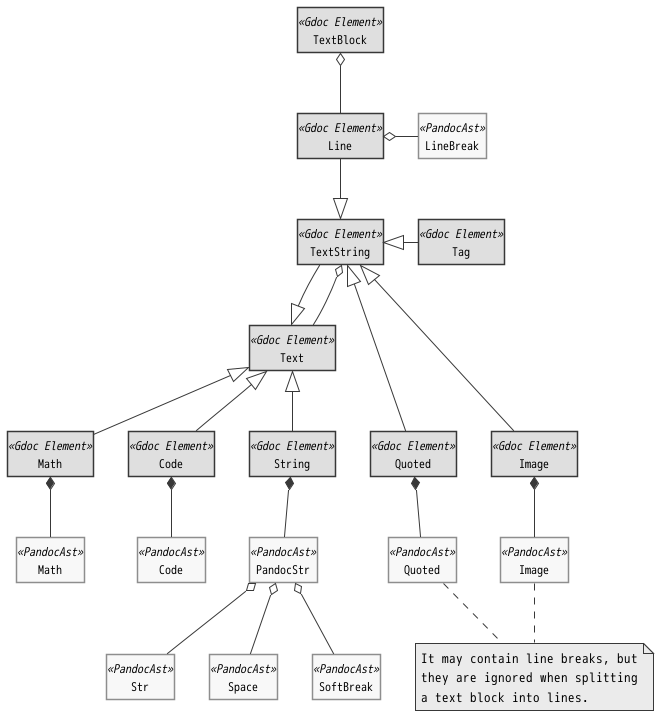 «Gdoc Element»
TextBlock
«Gdoc Element»
Line
«PandocAst»
LineBreak
«Gdoc Element»
TextString
«Gdoc Element»
Tag
«Gdoc Element»
Text
«Gdoc Element»
Math
«Gdoc Element»
Code
«Gdoc Element»
String
«Gdoc Element»
Quoted
«Gdoc Element»
Image
«PandocAst»
Math
«PandocAst»
Code
«PandocAst»
PandocStr
«PandocAst»
Quoted
«PandocAst»
Image
«PandocAst»
Str
«PandocAst»
Space
«PandocAst»
SoftBreak
It may contain line breaks, but
they are ignored when splitting
a text block into lines.